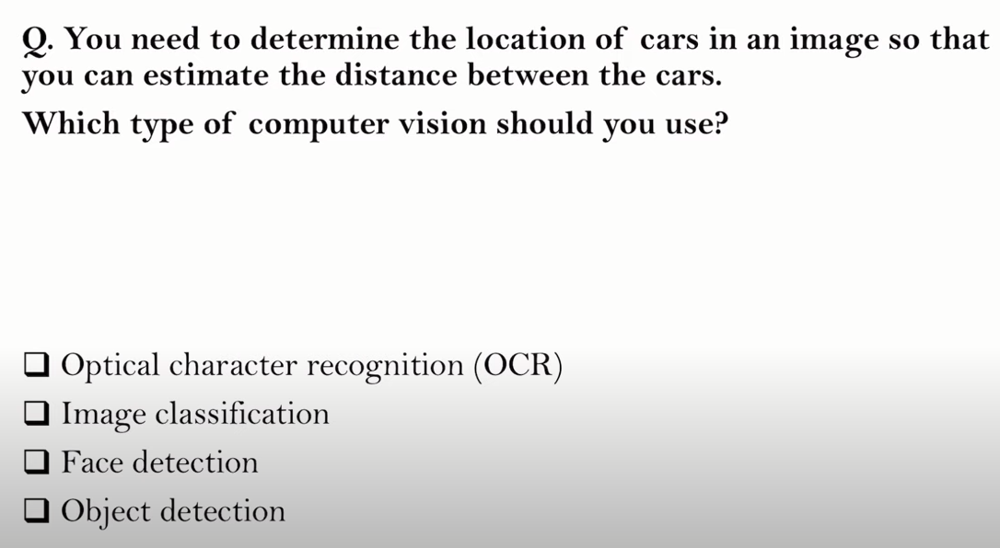 Q. You need to determine the location of cars in an image so that
you can estimate the distance between the cars.
Which type of computer vision should you use?
❑ Optical character recognition (OCR)
❑ Image classification
❑ Face detection
❑ Object detection